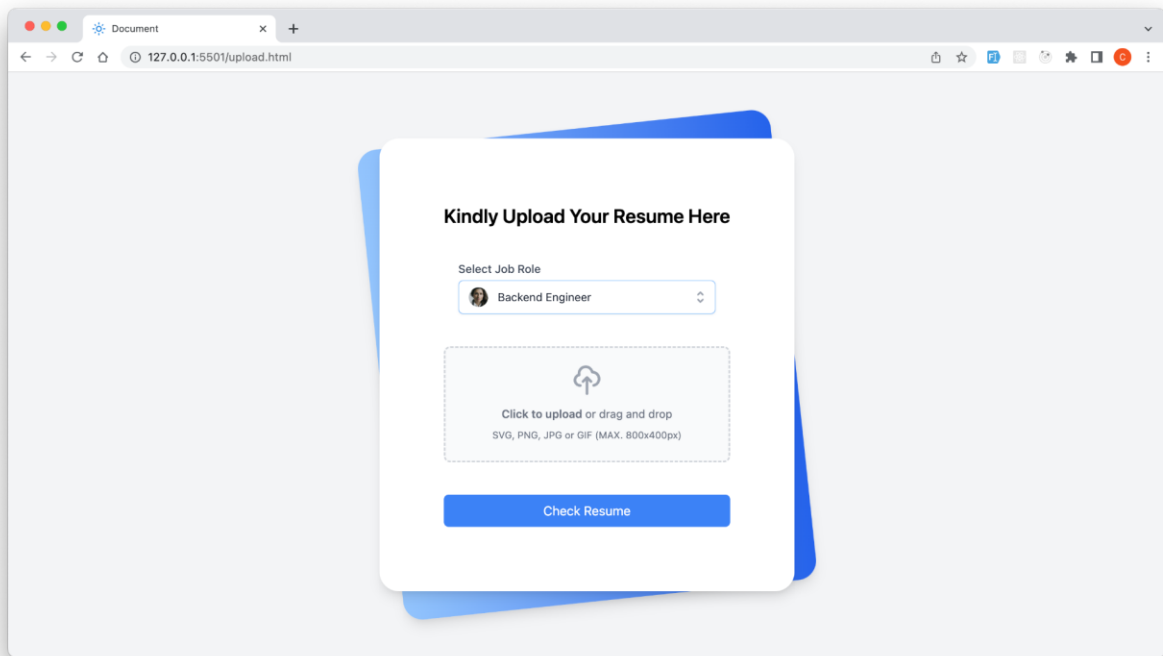 Document
127.0.0.1:5501/upload.html
C
Kindly Upload Your Resume Here
Select Job Role
Backend Engineer
Click to upload or drag and drop
SVG, PNG, JPG or GIF (MAX. 800x400px)
Check Resume